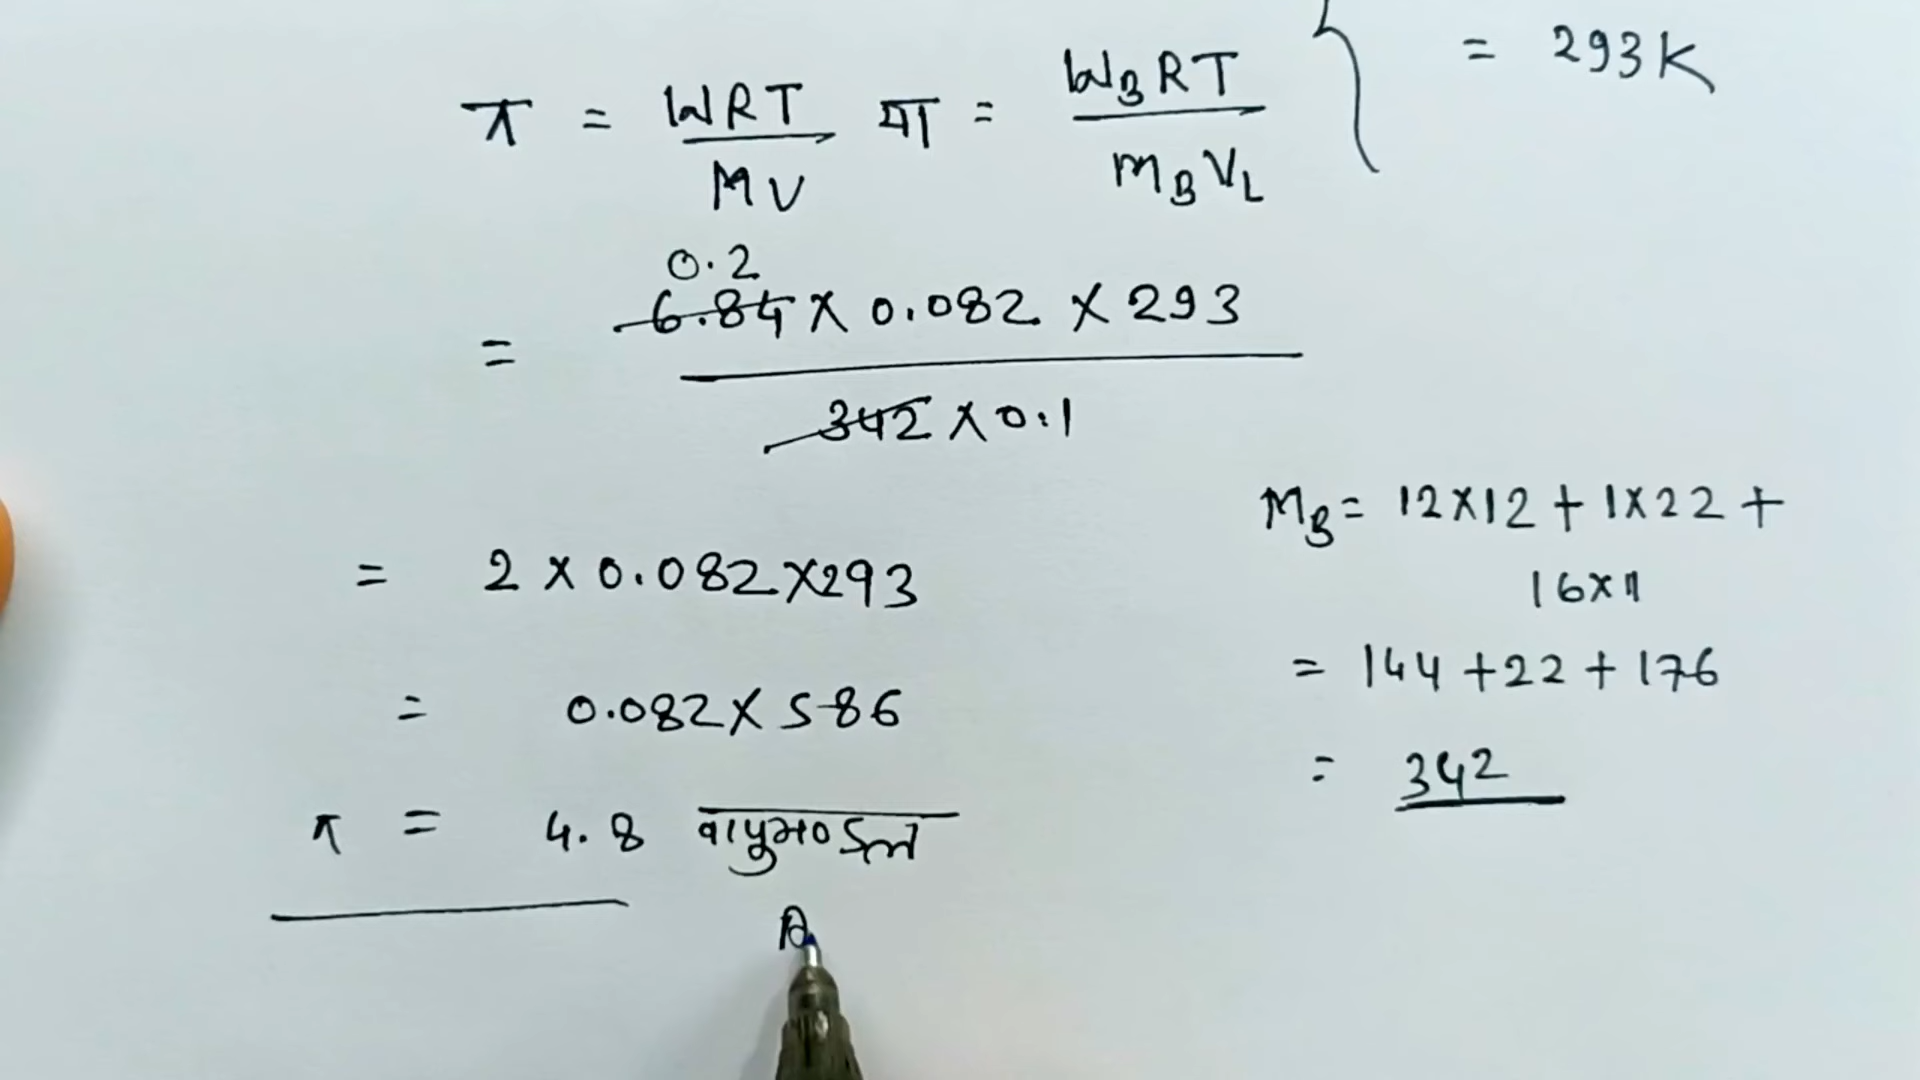 = 293K
π = WRT / MV या = W_B RT / M_B V_L
0.2
= 6.84 × 0.082 × 293 / 342 × 0.1
= 2 × 0.082 × 293
= 0.082 × 586
π = 4.8 वायुमण्डल
A
M_B = 12×12 + 1×22 +
16×11
= 144 + 22 + 176
= 342